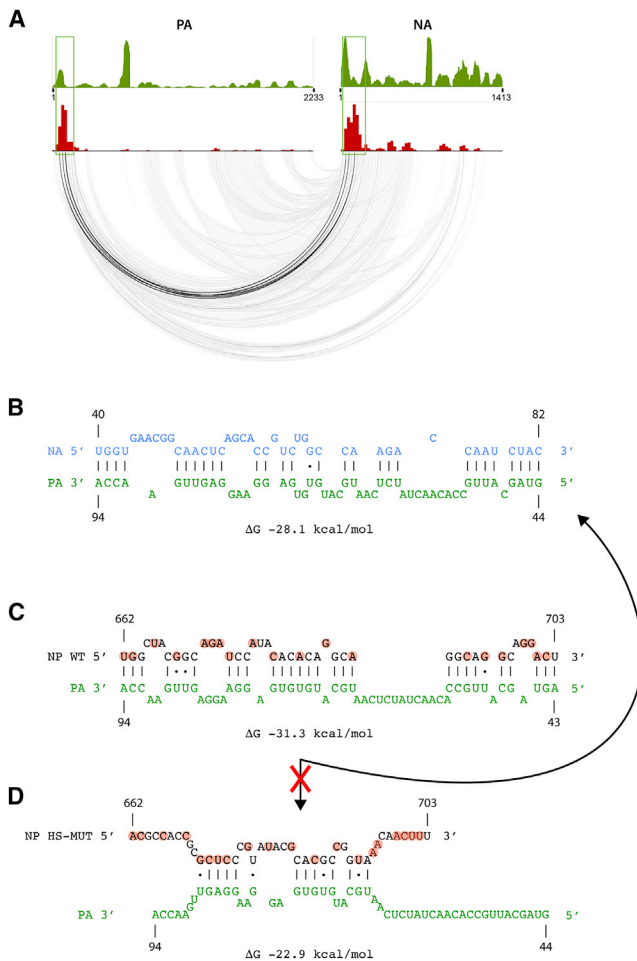 A
PA NA
1 2233 1 1413
B
40 82
GAACGG AGCA G UG C
NA 5′ UGGU CAACUC CC UC GC CA AGA CAAU CUAC 3′
PA 3′ ACCA GUUGAG GG AG UG GU UCU GUUA GAUG 5′
A GAA UG UUAC AAC AUCAACACC C
94 44
ΔG -28.1 kcal/mol
C
662 703
CUA AGA AUA G AGG
NP WT 5′ UGG CGGC UCC CACACA GCA GGCAG GC ACU 3′
PA 3′ ACC GUUG AGG GUGUGU CGU CCGUU CG UGA 5′
AA AGGA A A AACUCUAUCAACA A A
94 43
ΔG -31.3 kcal/mol
D
662 703
NP HS-MUT 5′ ACGCCACC CG AUACG CG CAACUUU 3′
GC GCUCC U CACGC GUA AA
UGAGG G GUGUG CGU
PA 3′ ACCAAGU AA GA UA AA CUCUAUCAACACCGUUACGAUG 5′
94 44
ΔG -22.9 kcal/mol